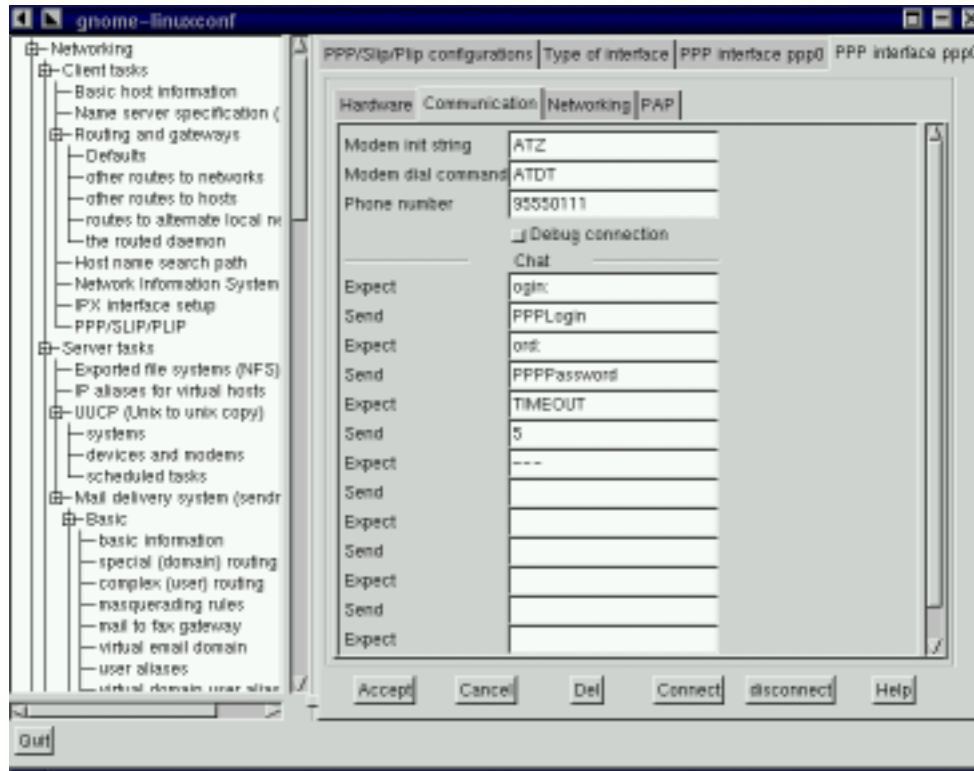 gnome-linuxconf
Networking
Client tasks
Basic host information
Name server specification (
Routing and gateways
Defaults
other routes to networks
other routes to hosts
routes to alternate local ne
the routed daemon
Host name search path
Network Information System
IPX interface setup
PPP/SLIP/PLIP
Server tasks
Exported file systems (NFS)
IP aliases for virtual hosts
UUCP (Unix to unix copy)
systems
devices and modems
scheduled tasks
Mail delivery system (sendr
Basic
basic information
special (domain) routing
complex (user) routing
masquerading rules
mail to fax gateway
virtual email domain
user aliases
virtual domain user alias
PPP/Slip/Plip configurations Type of interface PPP interface ppp0 PPP interface ppp0
Hardware Communication Networking PAP
Modem init string ATZ
Modem dial command ATDT
Phone number 95550111
Debug connection
Chat
Expect ogin:
Send PPPLogin
Expect ord:
Send PPPPassword
Expect TIMEOUT
Send 5
Expect ---
Send
Expect
Send
Expect
Send
Expect
Accept Cancel Del Connect disconnect Help
Quit